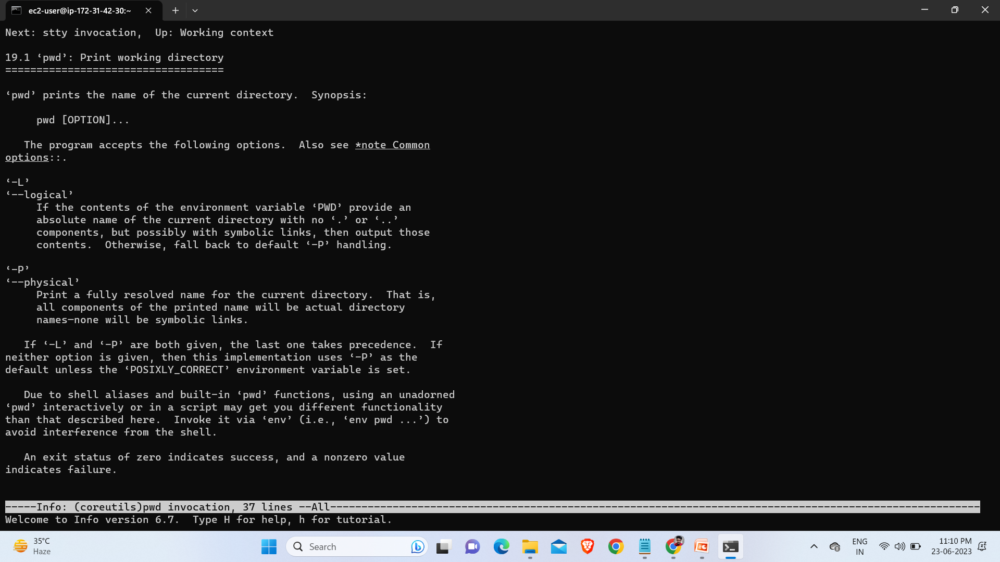 ec2-user@ip-172-31-42-30:~
Next: stty invocation,  Up: Working context
19.1 ‘pwd’: Print working directory
===================================
‘pwd’ prints the name of the current directory.  Synopsis:
pwd [OPTION]...
The program accepts the following options.  Also see *note Common
options::.
‘-L’
‘--logical’
If the contents of the environment variable ‘PWD’ provide an
absolute name of the current directory with no ‘.’ or ‘..’
components, but possibly with symbolic links, then output those
contents.  Otherwise, fall back to default ‘-P’ handling.
‘-P’
‘--physical’
Print a fully resolved name for the current directory.  That is,
all components of the printed name will be actual directory
names—none will be symbolic links.
If ‘-L’ and ‘-P’ are both given, the last one takes precedence.  If
neither option is given, then this implementation uses ‘-P’ as the
default unless the ‘POSIXLY_CORRECT’ environment variable is set.
Due to shell aliases and built-in ‘pwd’ functions, using an unadorned
‘pwd’ interactively or in a script may get you different functionality
than that described here.  Invoke it via ‘env’ (i.e., ‘env pwd ...’) to
avoid interference from the shell.
An exit status of zero indicates success, and a nonzero value
indicates failure.
-----Info: (coreutils)pwd invocation, 37 lines --All--------------------------------------------------------------------------------------------------------
Welcome to Info version 6.7.  Type H for help, h for tutorial.
35°C
Haze
Search
ENG
IN
11:10 PM
23-06-2023